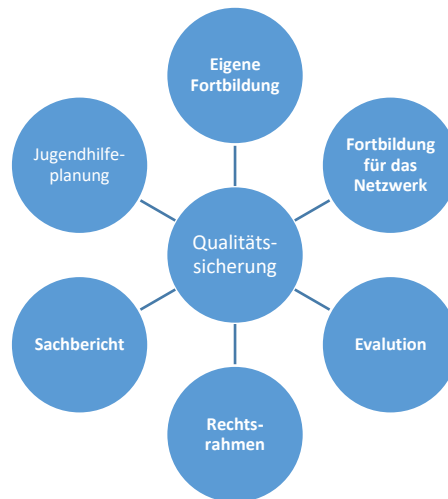 Eigene
Fortbildung
Jugendhilfe-
planung
Fortbildung
für das
Netzwerk
Qualitäts-
sicherung
Sachbericht
Evalution
Rechts-
rahmen